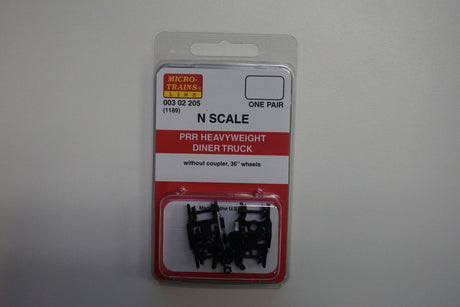 MICRO-
TRAINS®
LINE
003 02 205
(1189)
ONE PAIR
N SCALE
PRR HEAVYWEIGHT
DINER TRUCK
without coupler, 36" wheels